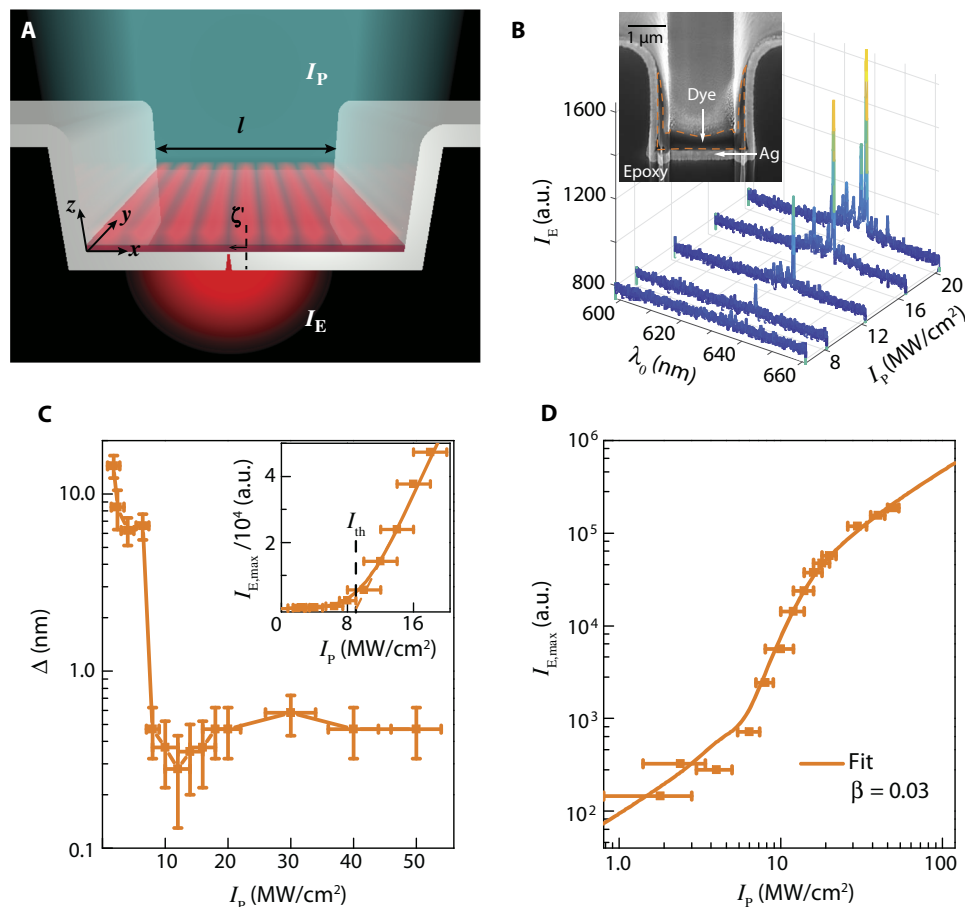 A
I_P
l
ζ
z
y
x
I_E
B
1 μm
Dye
Ag
Epoxy
1600
1200
800
I_E (a.u.)
600
620
640
660
λ_0 (nm)
8
12
16
20
I_P (MW/cm²)
C
10.0
1.0
0.1
Δ (nm)
10
20
30
40
50
I_P (MW/cm²)
4
2
I_E,max /10⁴ (a.u.)
I_th
0
8
16
I_P (MW/cm²)
D
10⁶
10⁵
10⁴
10³
10²
I_E,max (a.u.)
Fit
β = 0.03
1.0
10
100
I_P (MW/cm²)